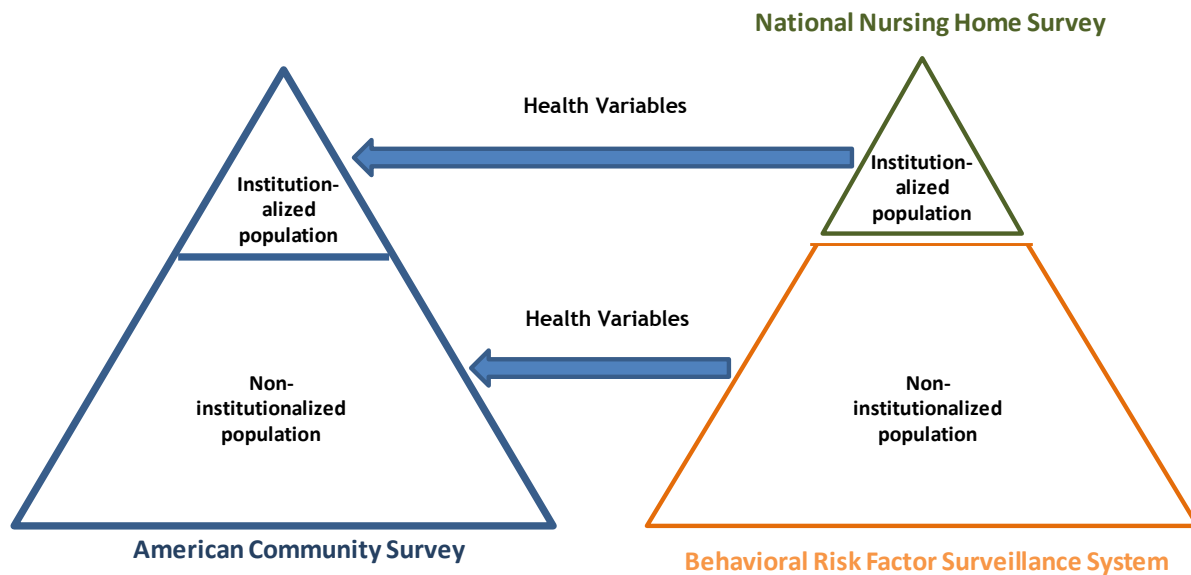 National Nursing Home Survey
Health Variables
Institution-
alized
population
Institution-
alized
population
Health Variables
Non-
institutionalized
population
Non-
institutionalized
population
American Community Survey
Behavioral Risk Factor Surveillance System